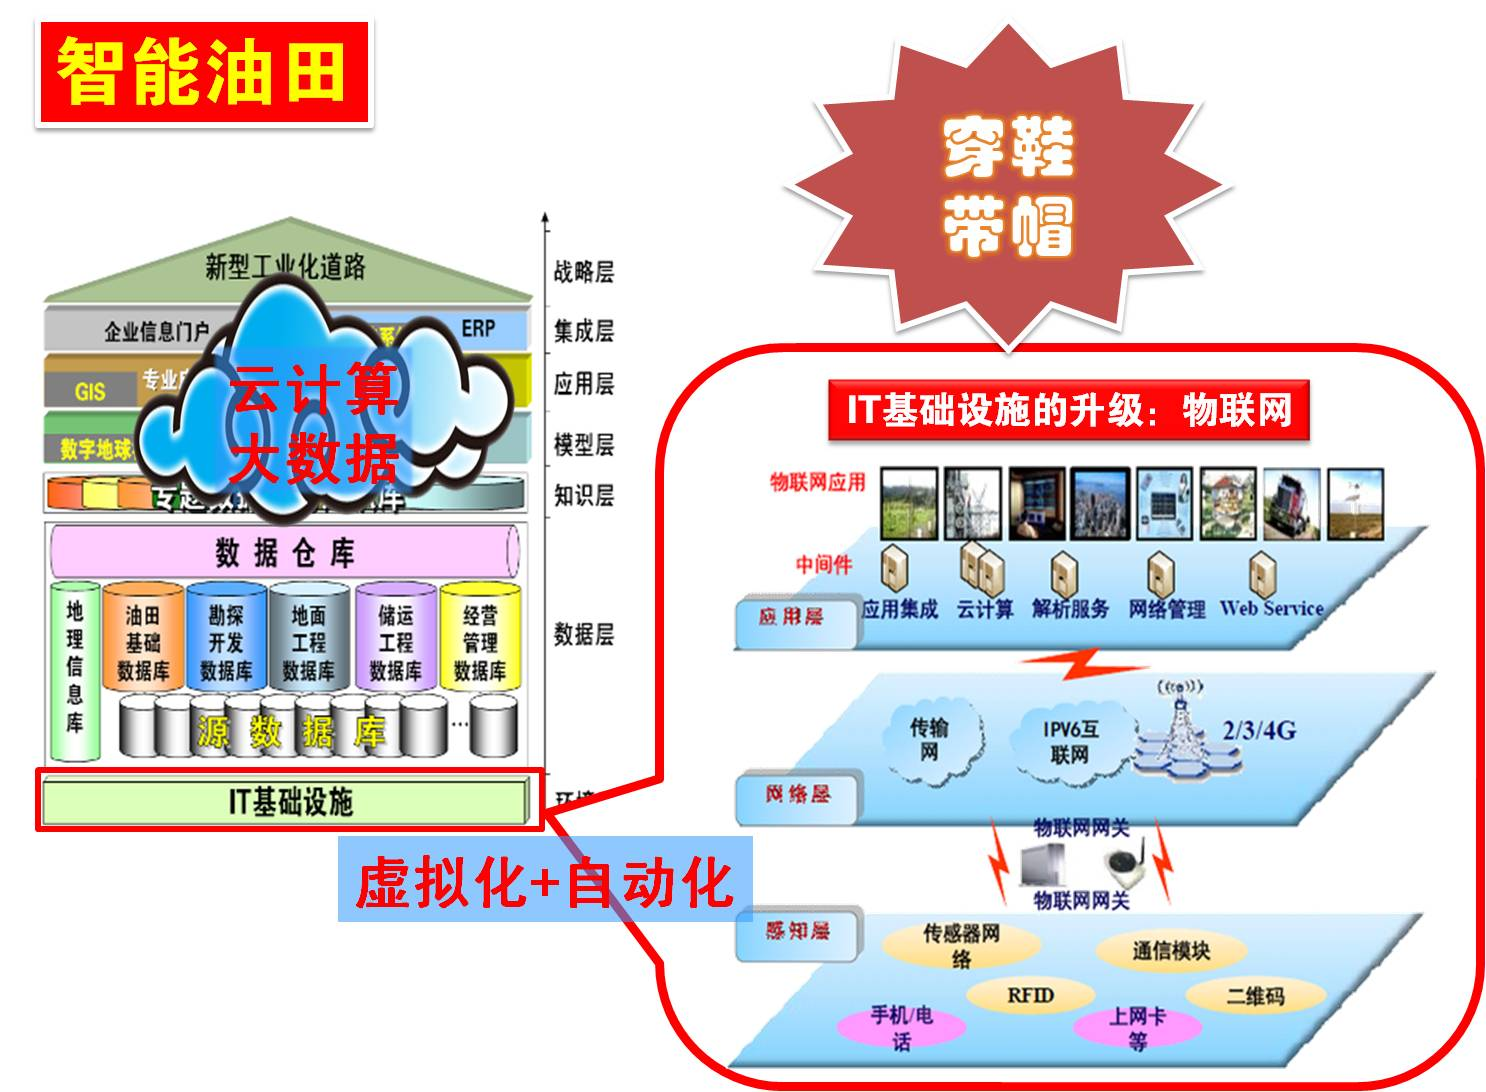 智能油田
穿鞋
带帽
新型工业化道路
战略层
企业信息门户
ERP
集成层
GIS
应用层
云计算
大数据
数字地球
模型层
知识层
数据仓库
地理信息库
油田基础数据库
勘探开发数据库
地面工程数据库
储运工程数据库
经营管理数据库
数据层
源数据库
...
IT基础设施
虚拟化+自动化
IT基础设施的升级：物联网
物联网应用
中间件
应用层
应用集成
云计算
解析服务
网络管理
Web Service
传输
网
IPV6互
联网
2/3/4G
网络层
物联网网关
物联网网关
感知层
传感器网
络
通信模块
RFID
二维码
手机/电
话
上网卡
等